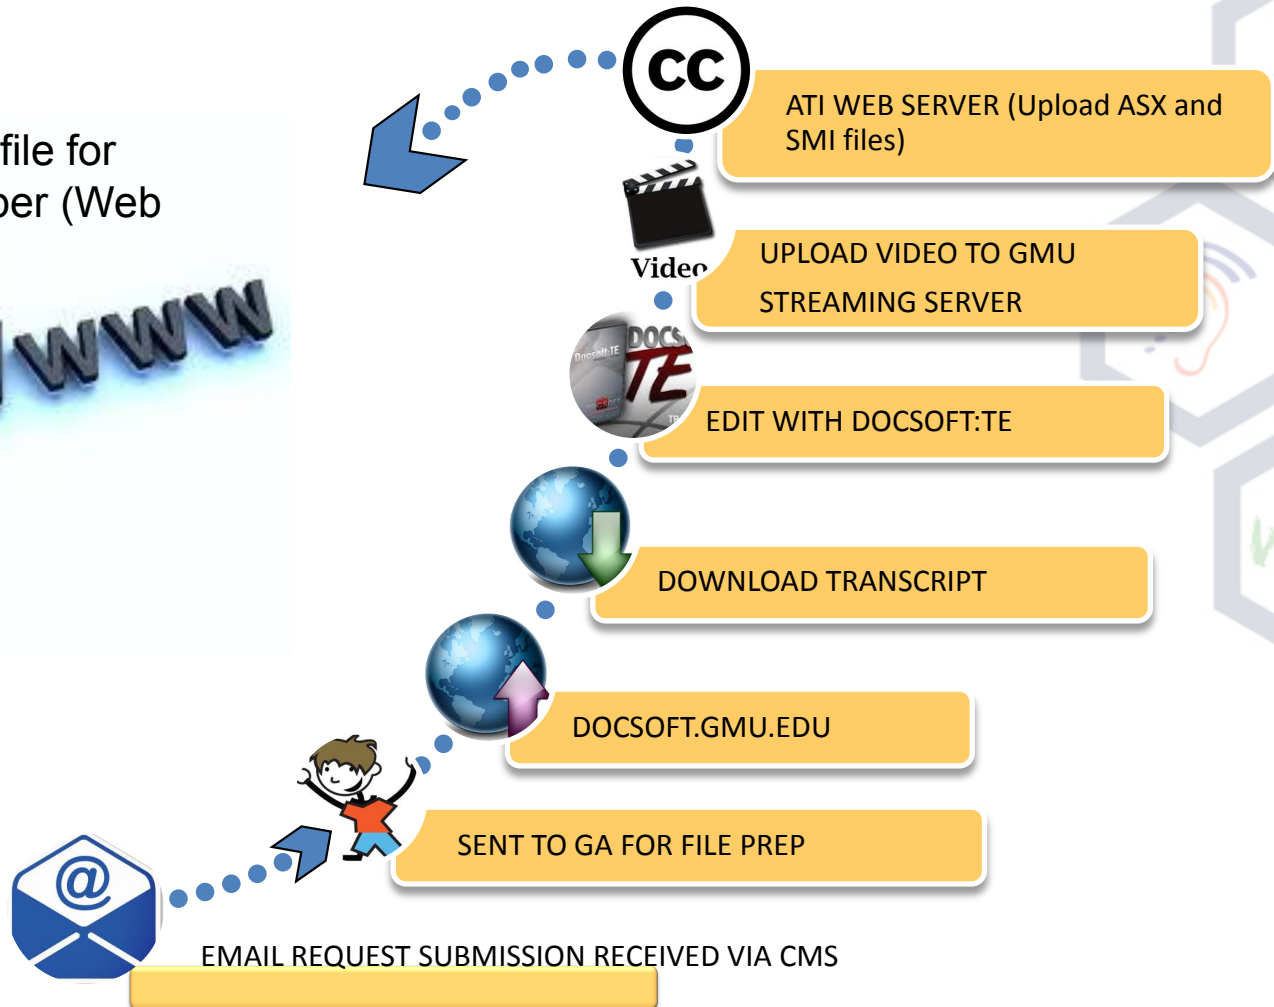 cc
ATI WEB SERVER (Upload ASX and
SMI files)
file for
per (Web
Video
UPLOAD VIDEO TO GMU
STREAMING SERVER
www
Docsoft:TE
DOCS
TE
EDIT WITH DOCSOFT:TE
DOWNLOAD TRANSCRIPT
DOCSOFT.GMU.EDU
SENT TO GA FOR FILE PREP
@
EMAIL REQUEST SUBMISSION RECEIVED VIA CMS